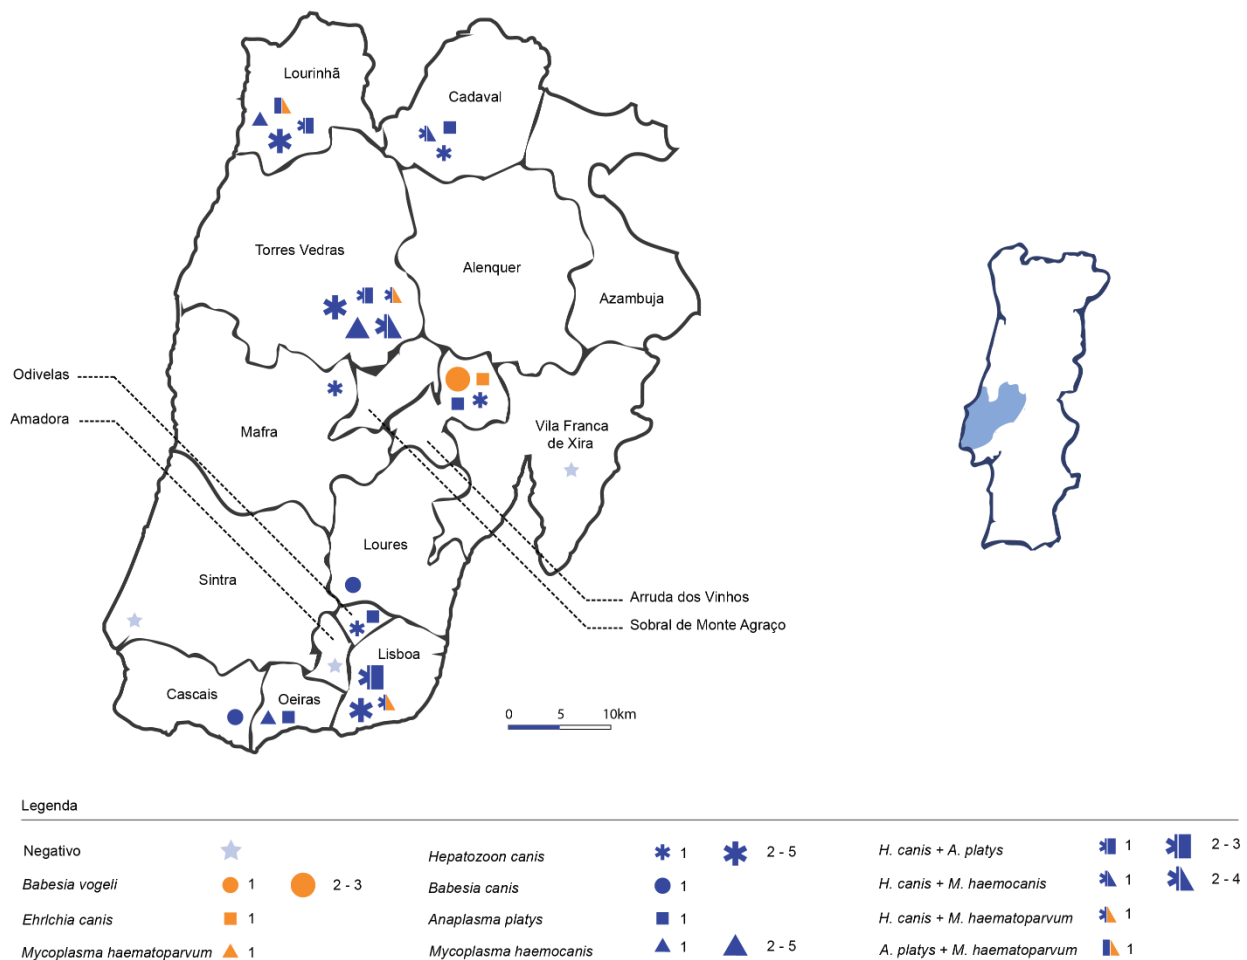 Lourinhã
Cadaval
Torres Vedras
Alenquer
Azambuja
Odivelas
Amadora
Mafra
Vila Franca
de Xira
Loures
Sintra
Arruda dos Vinhos
Sobral de Monte Agraço
Lisboa
Cascais
Oeiras
0 5 10km
Legenda
Negativo
Babesia vogeli 1 2 - 3
Ehrlchia canis 1
Mycoplasma haematoparvum 1
Hepatozoon canis 1 2 - 5
Babesia canis 1
Anaplasma platys 1
Mycoplasma haemocanis 1 2 - 5
H. canis + A. platys 1 2 - 3
H. canis + M. haemocanis 1 2 - 4
H. canis + M. haematoparvum 1
A. platys + M. haematoparvum 1